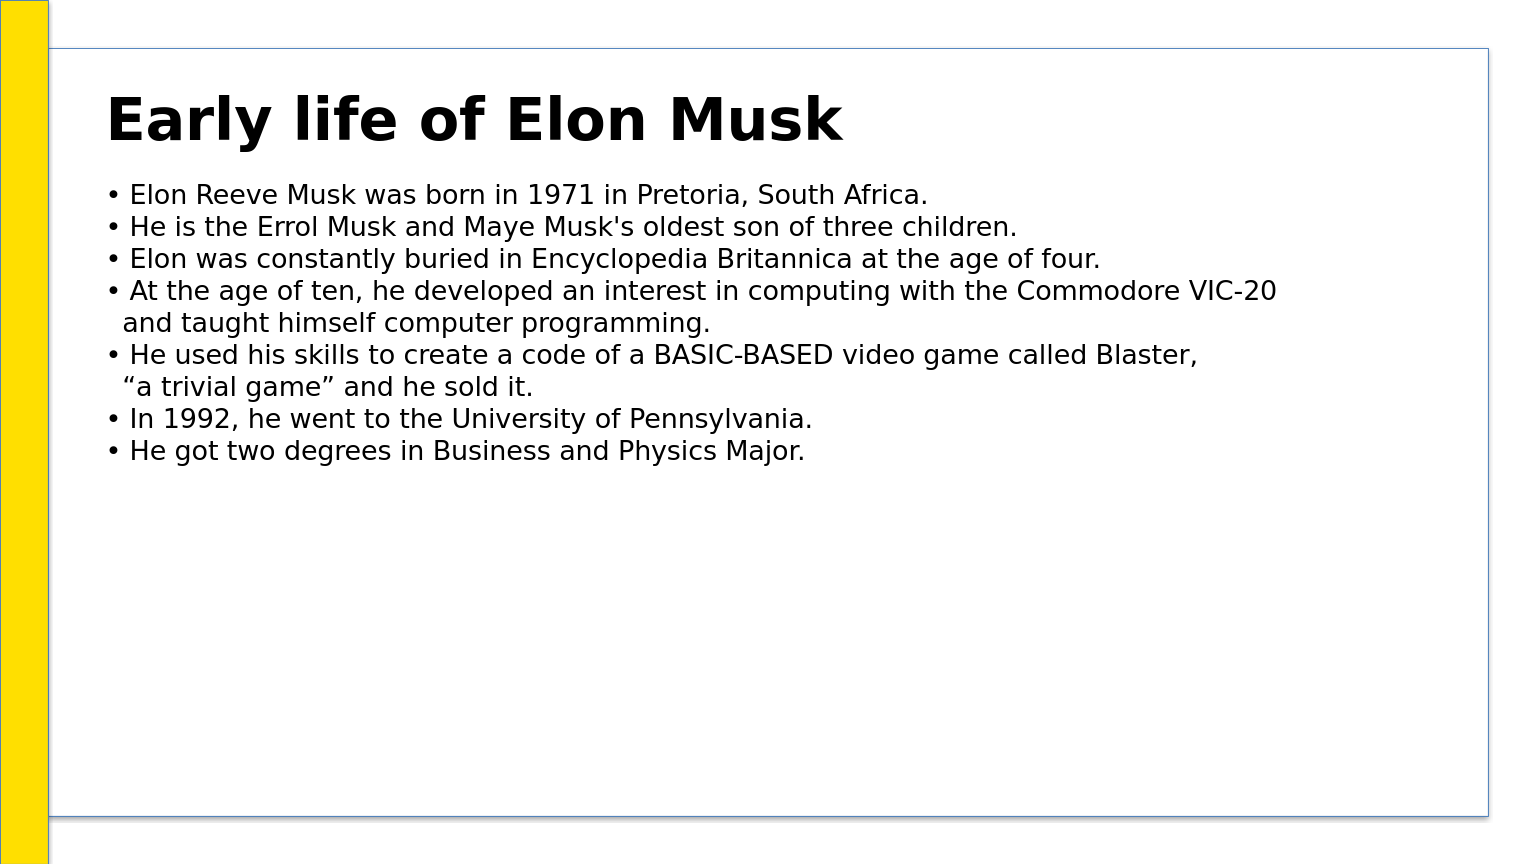 Early life of Elon Musk
• Elon Reeve Musk was born in 1971 in Pretoria, South Africa.
• He is the Errol Musk and Maye Musk's oldest son of three children.
• Elon was constantly buried in Encyclopedia Britannica at the age of four.
• At the age of ten, he developed an interest in computing with the Commodore VIC-20
and taught himself computer programming.
• He used his skills to create a code of a BASIC-BASED video game called Blaster,
“a trivial game” and he sold it.
• In 1992, he went to the University of Pennsylvania.
• He got two degrees in Business and Physics Major.